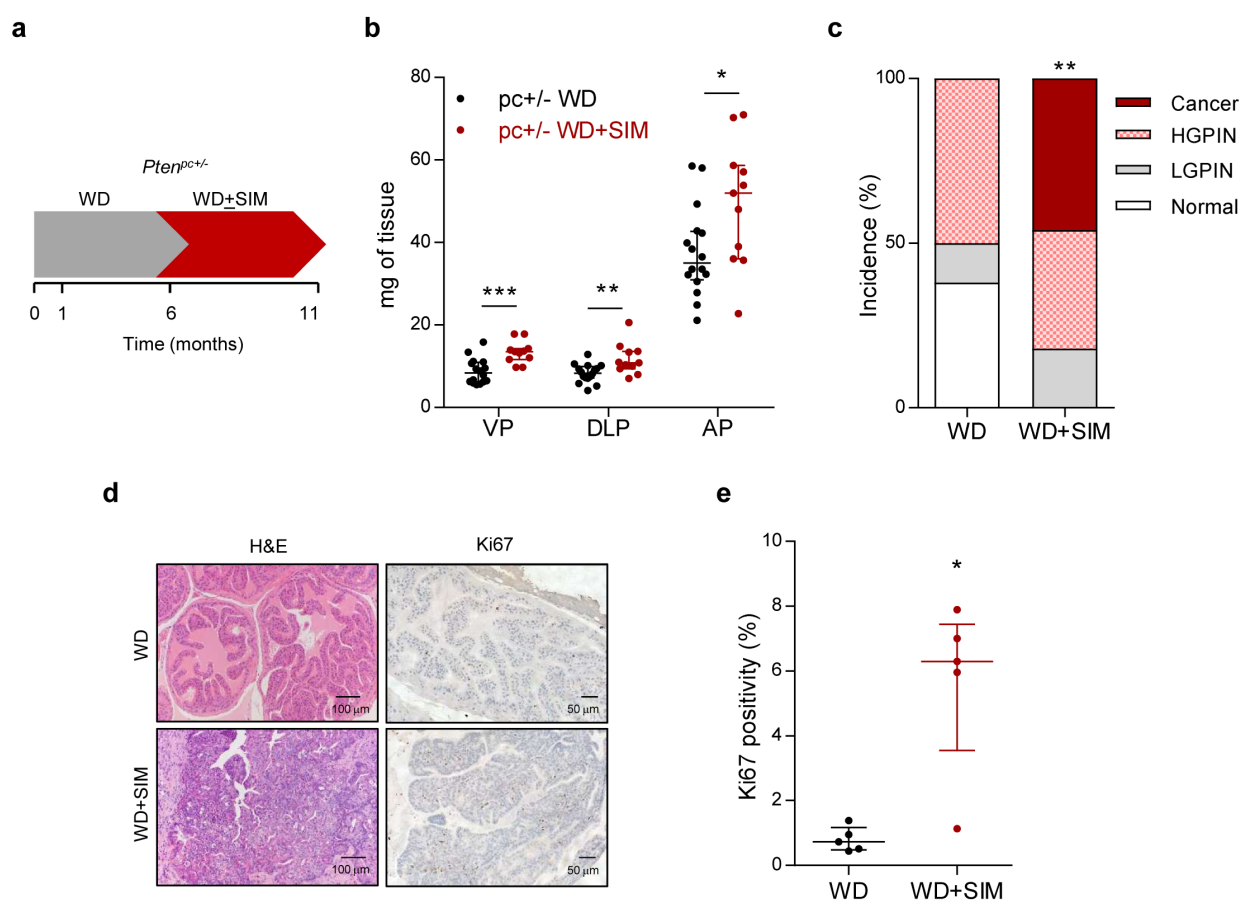 a
Pten^pc+/-
WD
WD±SIM
0 1 6 11
Time (months)
b
mg of tissue
80
60
40
20
0
pc+/- WD
pc+/- WD+SIM
***
**
*
VP DLP AP
c
Incidence (%)
100
50
0
**
WD WD+SIM
Cancer
HGPIN
LGPIN
Normal
d
H&E Ki67
WD
100 µm
50 µm
WD+SIM
100 µm
50 µm
e
Ki67 positivity (%)
10
8
6
4
2
0
*
WD WD+SIM